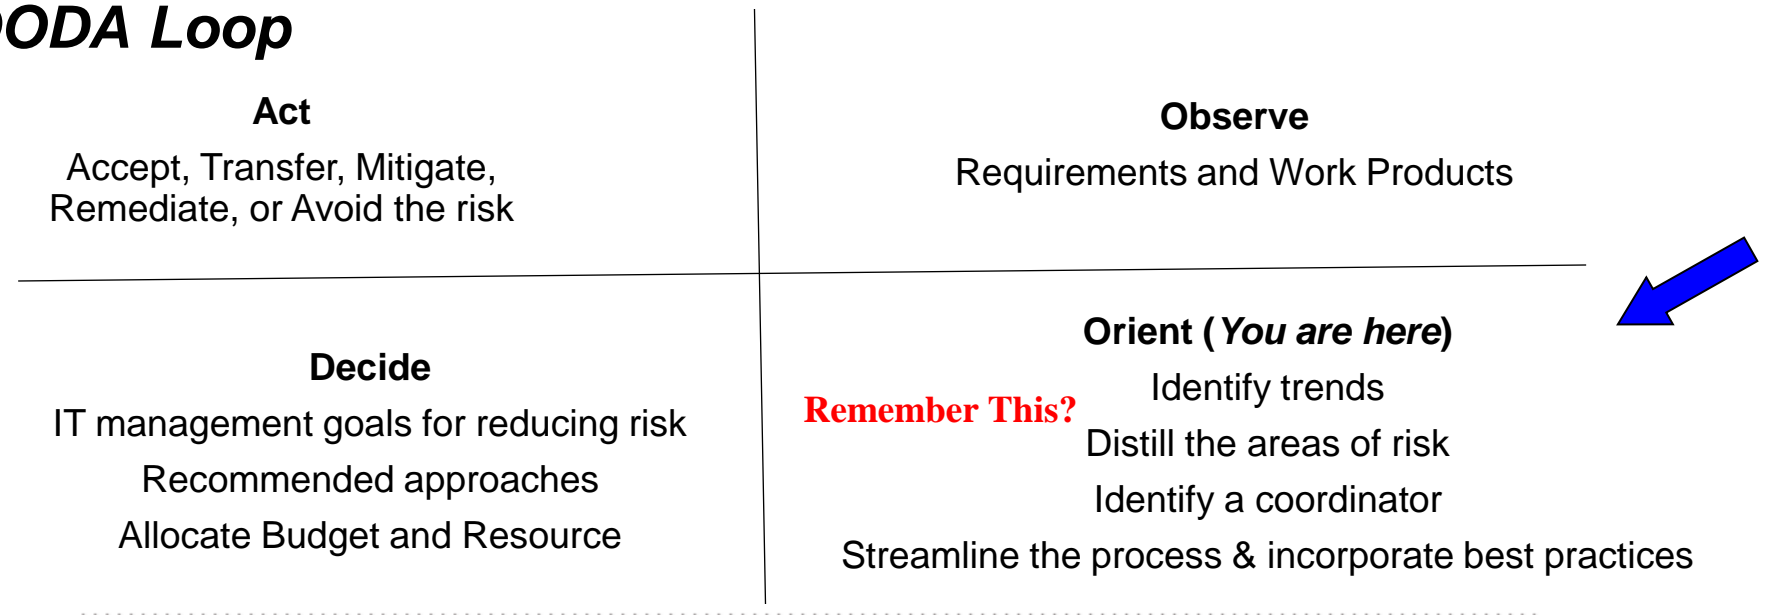 OODA Loop
Act
Accept, Transfer, Mitigate,
Remediate, or Avoid the risk
Observe
Requirements and Work Products
Decide
IT management goals for reducing risk
Recommended approaches
Allocate Budget and Resource
Orient (You are here)
Identify trends
Remember This?
Distill the areas of risk
Identify a coordinator
Streamline the process & incorporate best practices